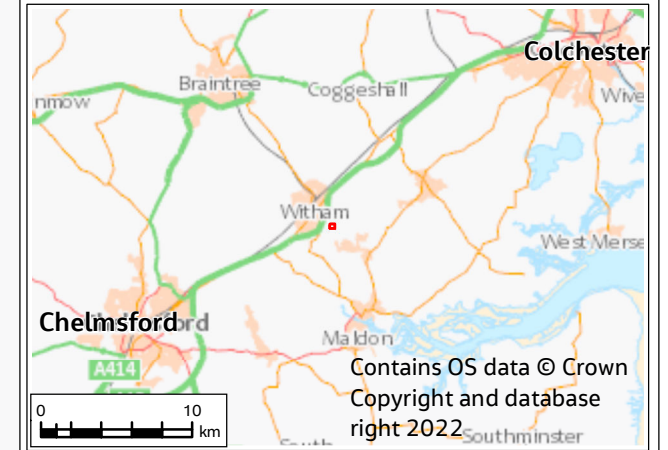 Colchester
Braintree
Coggeshall
nmow
Wive
Witham
West Merse
Chelmsford
Maldon
A414
Contains OS data © Crown
Copyright and database
right 2022
Southminster
South
0 10
km